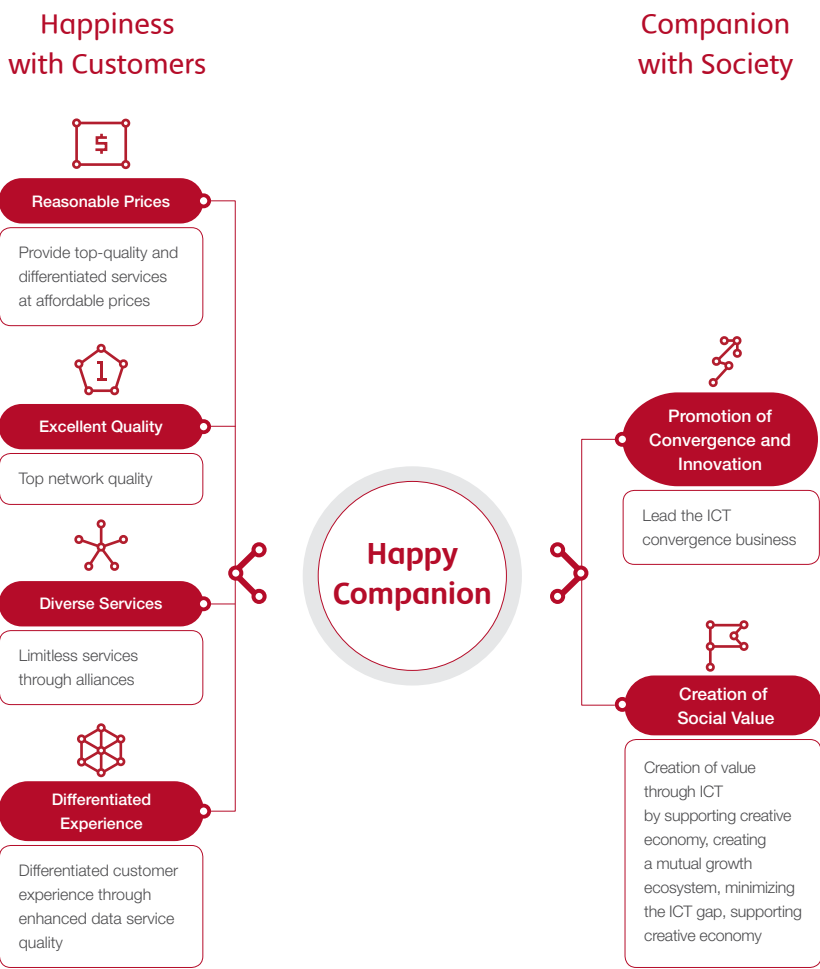 Happiness
with Customers
$
Reasonable Prices
Provide top-quality and
differentiated services
at affordable prices
1
Excellent Quality
Top network quality
Diverse Services
Limitless services
through alliances
Differentiated
Experience
Differentiated customer
experience through
enhanced data service
quality
Happy
Companion
Companion
with Society
Promotion of
Convergence and
Innovation
Lead the ICT
convergence business
Creation of
Social Value
Creation of value
through ICT
by supporting creative
economy, creating
a mutual growth
ecosystem, minimizing
the ICT gap, supporting
creative economy